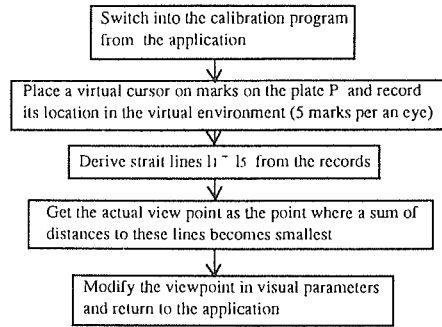 Switch into the calibration program
from the application
Place a virtual cursor on marks on the plate P and record
its location in the virtual environment (5 marks per an eye)
Derive strait lines l1 ~ l5 from the records
Get the actual view point as the point where a sum of
distances to these lines becomes smallest
Modify the viewpoint in visual parameters
and return to the application